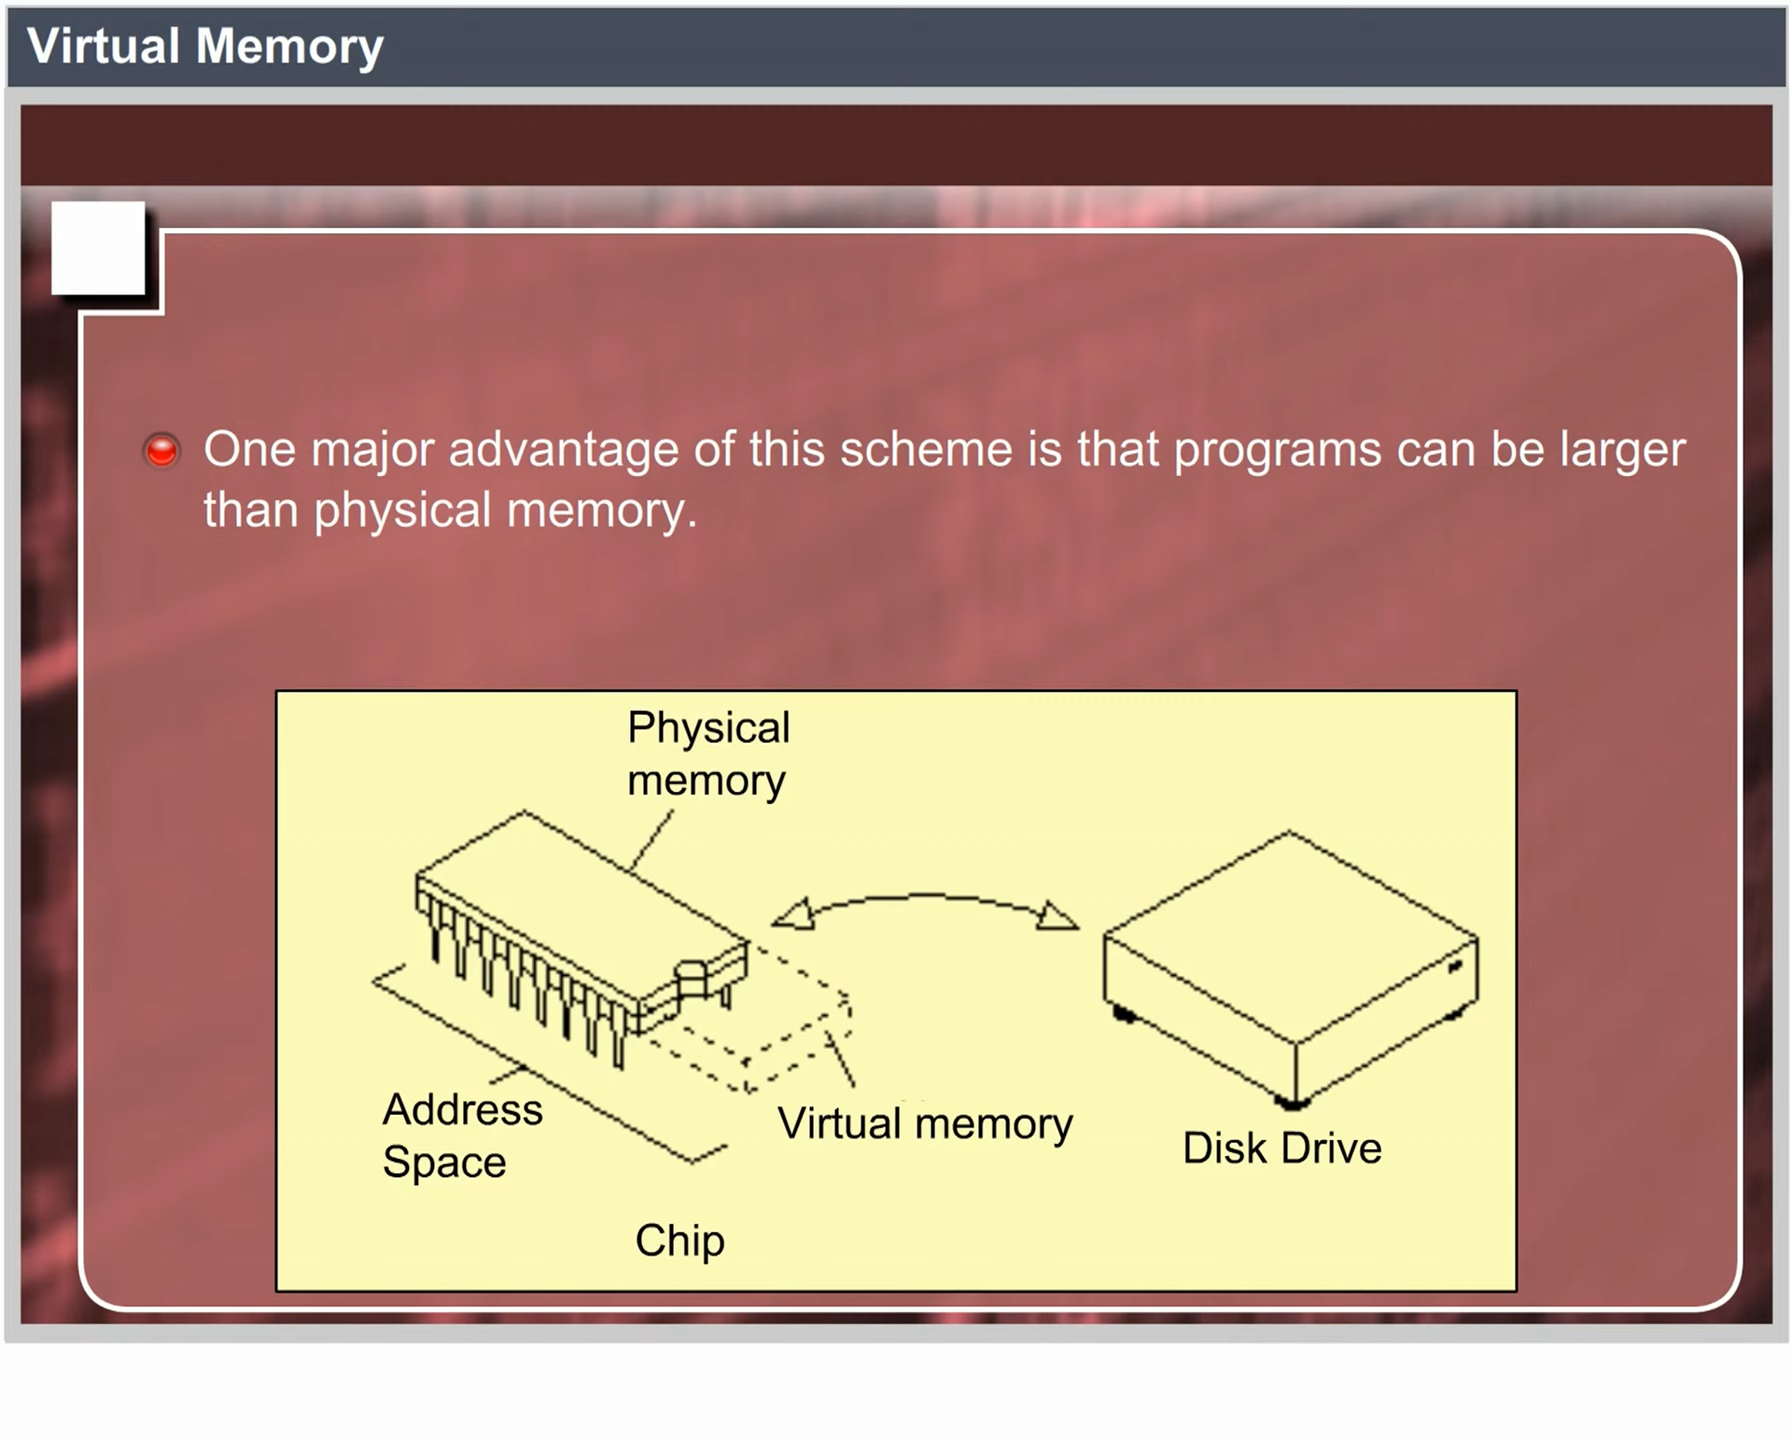 Virtual Memory
One major advantage of this scheme is that programs can be larger
than physical memory.
Physical
memory
Address
Space
Virtual memory
Disk Drive
Chip